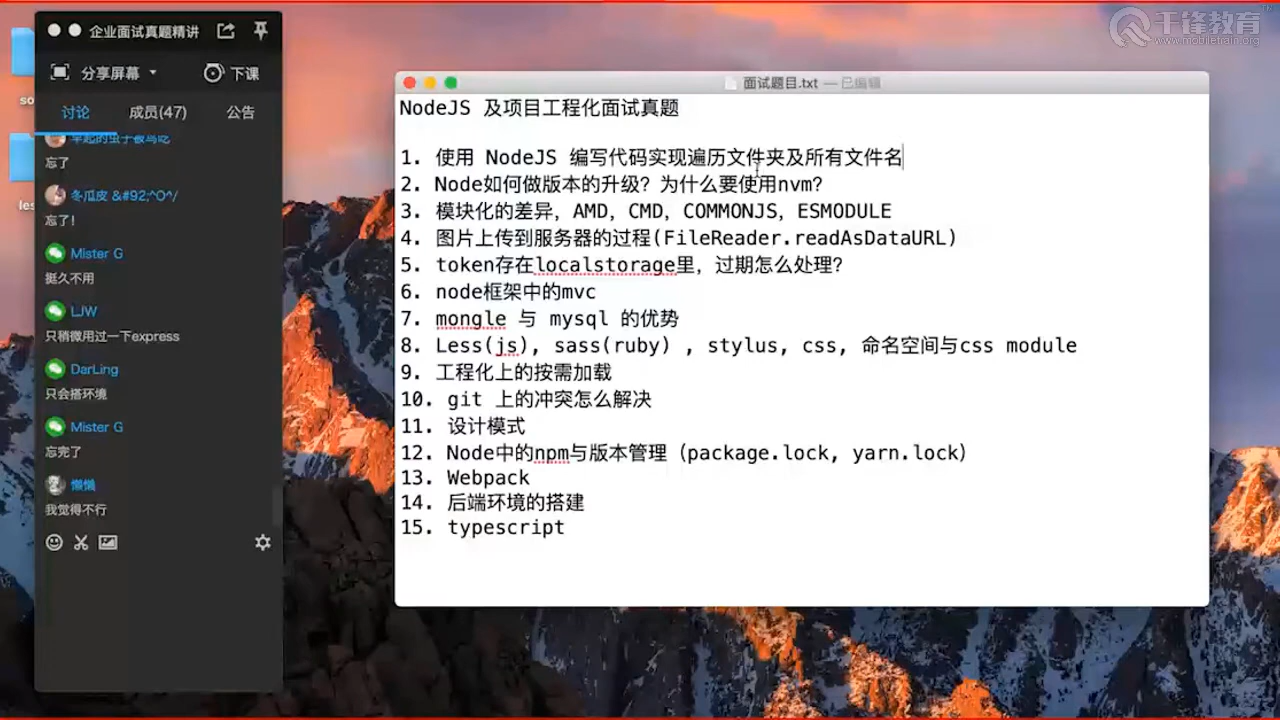 企业面试真题精讲
分享屏幕
下课
讨论
成员(47)
公告
早起的虫子被鸟吃
忘了
冬瓜皮 &#92;^O^/
忘了!
Mister G
挺久不用
LJW
只稍微用过一下express
DarLing
只会搭环境
Mister G
忘完了
懒懒
我觉得不行
so
les
千锋教育
www.mobiletrain.org
面试题目.txt — 已编辑
NodeJS 及项目工程化面试真题
1. 使用 NodeJS 编写代码实现遍历文件夹及所有文件名
2. Node如何做版本的升级？为什么要使用nvm?
3. 模块化的差异，AMD，CMD，COMMONJS，ESMODULE
4. 图片上传到服务器的过程(FileReader.readAsDataURL)
5. token存在localstorage里，过期怎么处理?
6. node框架中的mvc
7. mongle 与 mysql 的优势
8. Less(js), sass(ruby) , stylus, css, 命名空间与css module
9. 工程化上的按需加载
10. git 上的冲突怎么解决
11. 设计模式
12. Node中的npm与版本管理（package.lock, yarn.lock）
13. Webpack
14. 后端环境的搭建
15. typescript